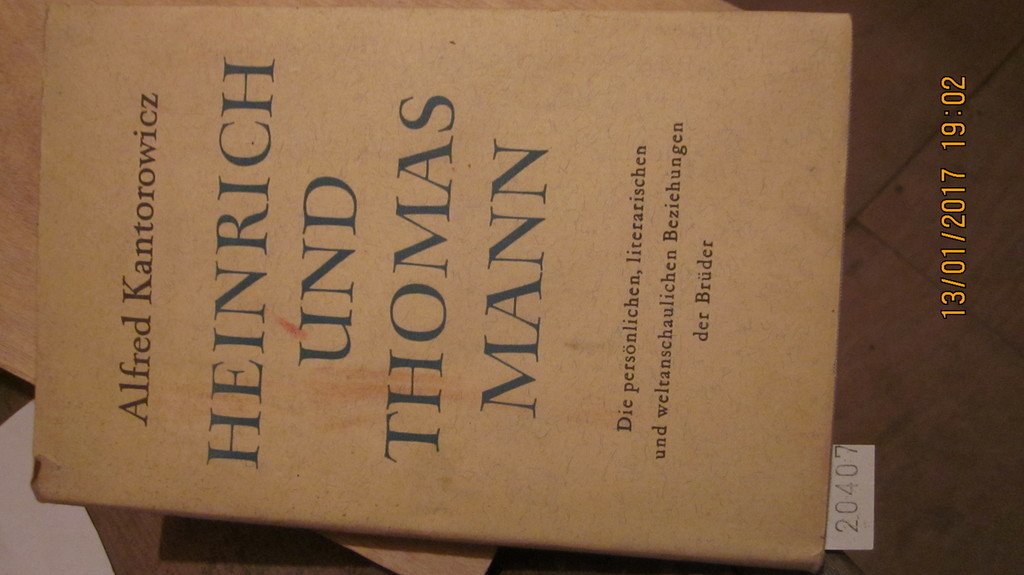 Alfred Kantorowicz
HEINRICH
UND
THOMAS
MANN
Die persönlichen, literarischen
und weltanschaulichen Beziehungen
der Brüder
20407
13/01/2017 19:02